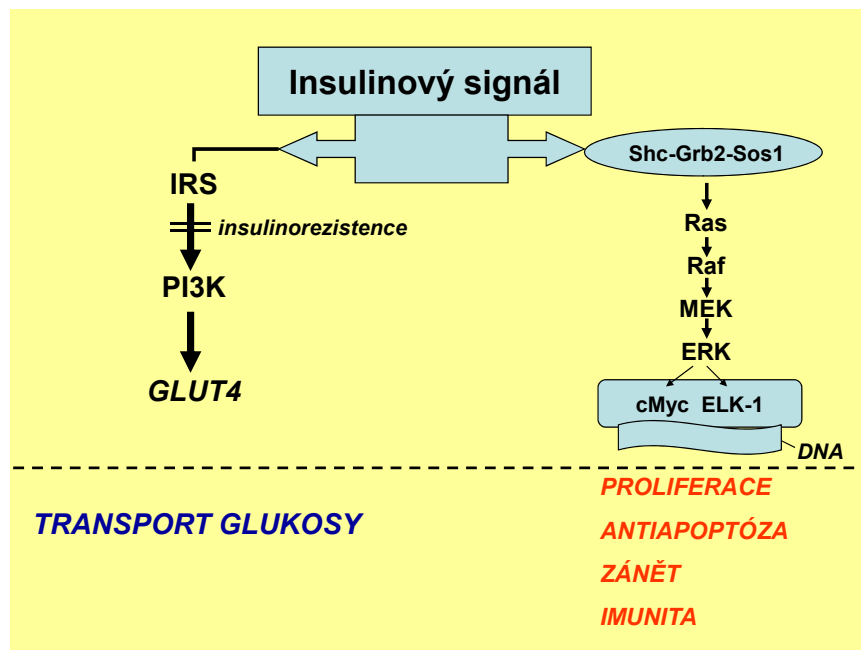 Insulinový signál
IRS
insulinorezistence
PI3K
GLUT4
Shc-Grb2-Sos1
Ras
Raf
MEK
ERK
cMyc ELK-1
DNA
TRANSPORT GLUKOSY
PROLIFERACE
ANTIAPOPTÓZA
ZÁNĚT
IMUNITA